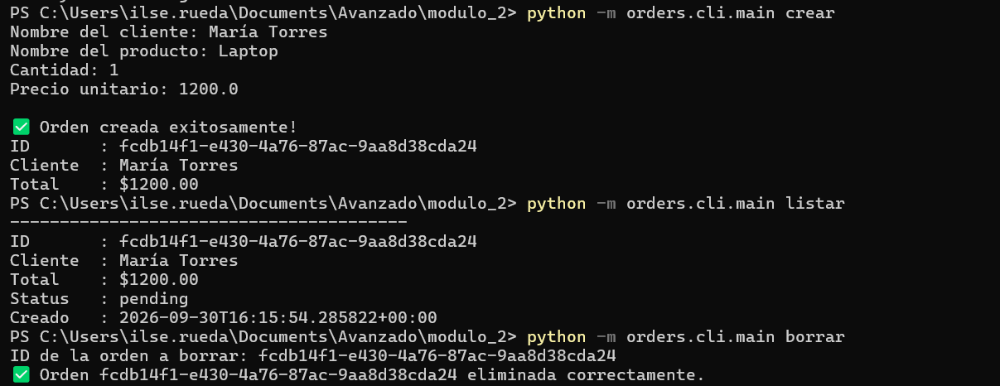 PS C:\Users\ilse.rueda\Documents\Avanzado\modulo_2> python -m orders.cli.main crear
Nombre del cliente: María Torres
Nombre del producto: Laptop
Cantidad: 1
Precio unitario: 1200.0
✅ Orden creada exitosamente!
ID       : fcdb14f1-e430-4a76-87ac-9aa8d38cda24
Cliente  : María Torres
Total    : $1200.00
PS C:\Users\ilse.rueda\Documents\Avanzado\modulo_2> python -m orders.cli.main listar
----------------------------------------
ID       : fcdb14f1-e430-4a76-87ac-9aa8d38cda24
Cliente  : María Torres
Total    : $1200.00
Status   : pending
Creado   : 2026-09-30T16:15:54.285822+00:00
PS C:\Users\ilse.rueda\Documents\Avanzado\modulo_2> python -m orders.cli.main borrar
ID de la orden a borrar: fcdb14f1-e430-4a76-87ac-9aa8d38cda24
✅ Orden fcdb14f1-e430-4a76-87ac-9aa8d38cda24 eliminada correctamente.